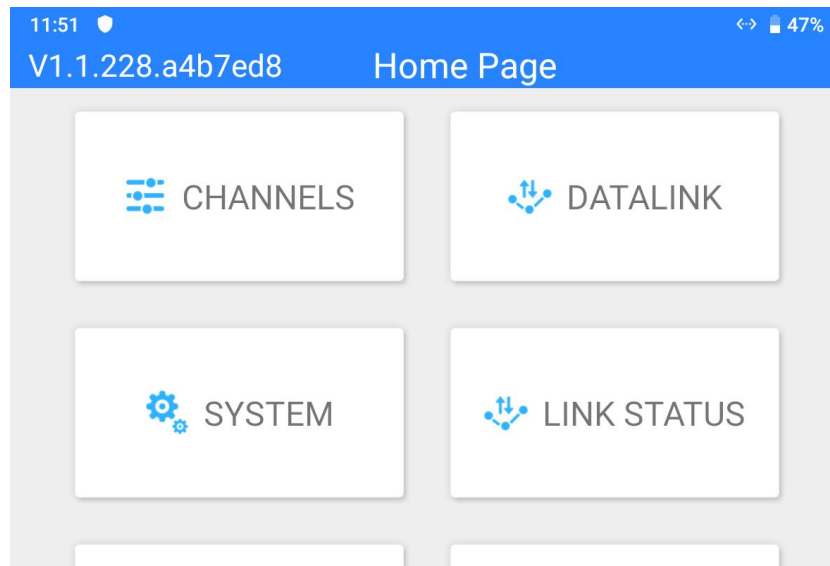 11:51 47%
V1.1.228.a4b7ed8 Home Page
CHANNELS DATALINK
SYSTEM LINK STATUS